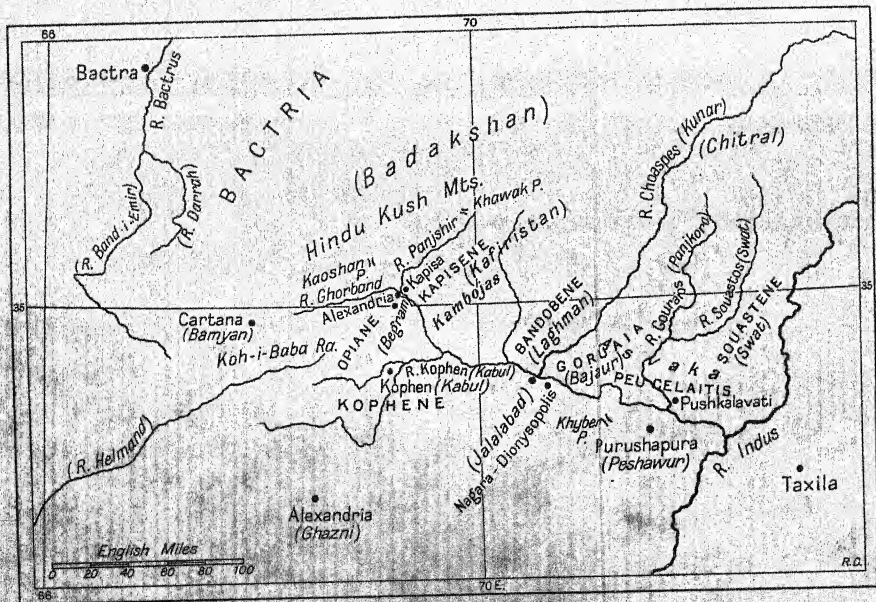 66
70
Bactra
R. Bactrus
BACTRIA
(Badakshan)
R. Choaspes (Kunar)
(Chitral)
(R. Band-i-Emir)
(R. Darrah)
Hindu Kush Mts.
Khawak P.
R. Panjshir
Kaoshan
P.
R. Ghorband
Kapisa
Alexandria
(Begram)
KAPISENE
(Kafiristan)
Kambojas
OPIANE
35
35
Cartana
(Bamyan)
Koh-i-Baba Ra.
BANDOBENE
(Laghman)
GORUAIA
(Bajaur)
R. Gouraios
(Panjkora)
R. Souastos (Swat)
SOUASTENE
(Swat)
PEUCELAITIS
Pushkalavati
R. Kophen (Kabul)
Kophen (Kabul)
KOPHENE
(R. Helmand)
(Jalalabad)
Nagara-Dionysopolis
Khyber
P.
Purushapura
(Peshawur)
R. Indus
Taxila
Alexandria
(Ghazni)
English Miles
0 20 40 60 80 100
66
70 E.
R.D.